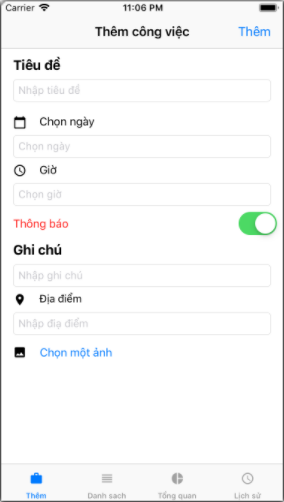 Carrier 11:06 PM
Thêm công việc Thêm
Tiêu đề
Nhập tiêu đề
Chọn ngày
Chọn ngày
Giờ
Chọn giờ
Thông báo
Ghi chú
Nhập ghi chú
Địa điểm
Nhập địa điểm
Chọn một ảnh
Thêm Danh sach Tổng quan Lịch sử